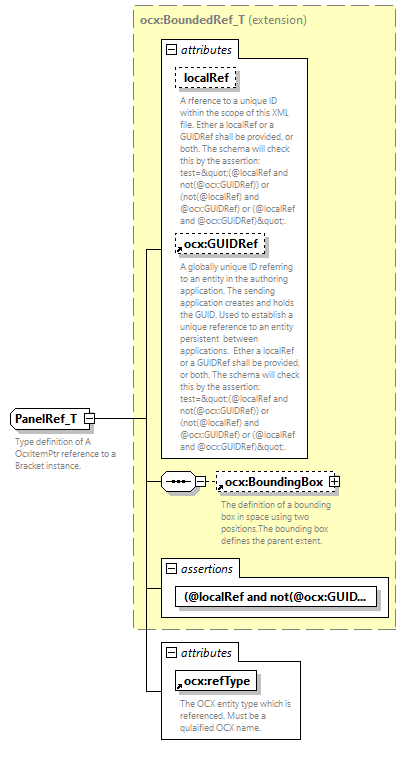 ocx:BoundedRef_T (extension)
attributes
localRef
A rference to a unique ID
within the scope of this XML
file. Ether a localRef or a
GUIDRef shall be provided, or
both. The schema will check
this by the assertion:
test=&quot;(@localRef and
not(@ocx:GUIDRef)) or
(not(@localRef) and
@ocx:GUIDRef) or (@localRef
and @ocx:GUIDRef)&quot;.
ocx:GUIDRef
A globally unique ID referring
to an entity in the authoring
application. The sending
application creates and holds
the GUID. Used to establish a
unique reference to an entity
persistent between
applications. Ether a localRef
or a GUIDRef shall be provided,
or both. The schema will check
this by the assertion:
test=&quot;(@localRef and
not(@ocx:GUIDRef)) or
(not(@localRef) and
@ocx:GUIDRef) or (@localRef
and @ocx:GUIDRef)&quot;.
PanelRef_T
Type definition of A
OcxItemPtr reference to a
Bracket instance.
ocx:BoundingBox
The definition of a bounding
box in space using two
positions.The bounding box
defines the parent extent.
assertions
(@localRef and not(@ocx:GUID...
attributes
ocx:refType
The OCX entity type which is
referenced. Must be a
qulaified OCX name.